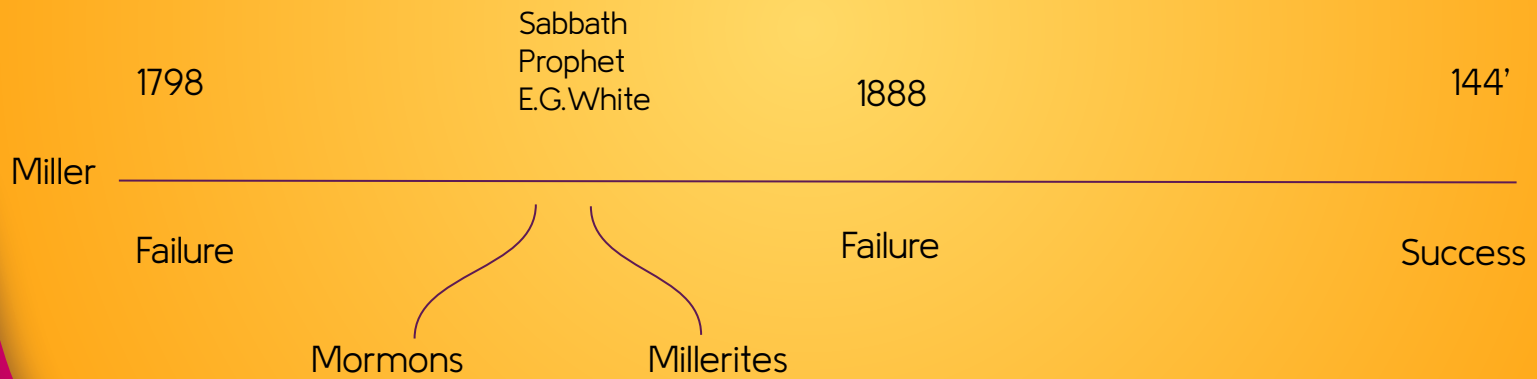 Sabbath
Prophet
E.G.White
1798
1888
144'
Miller
Failure
Failure
Success
Mormons
Millerites